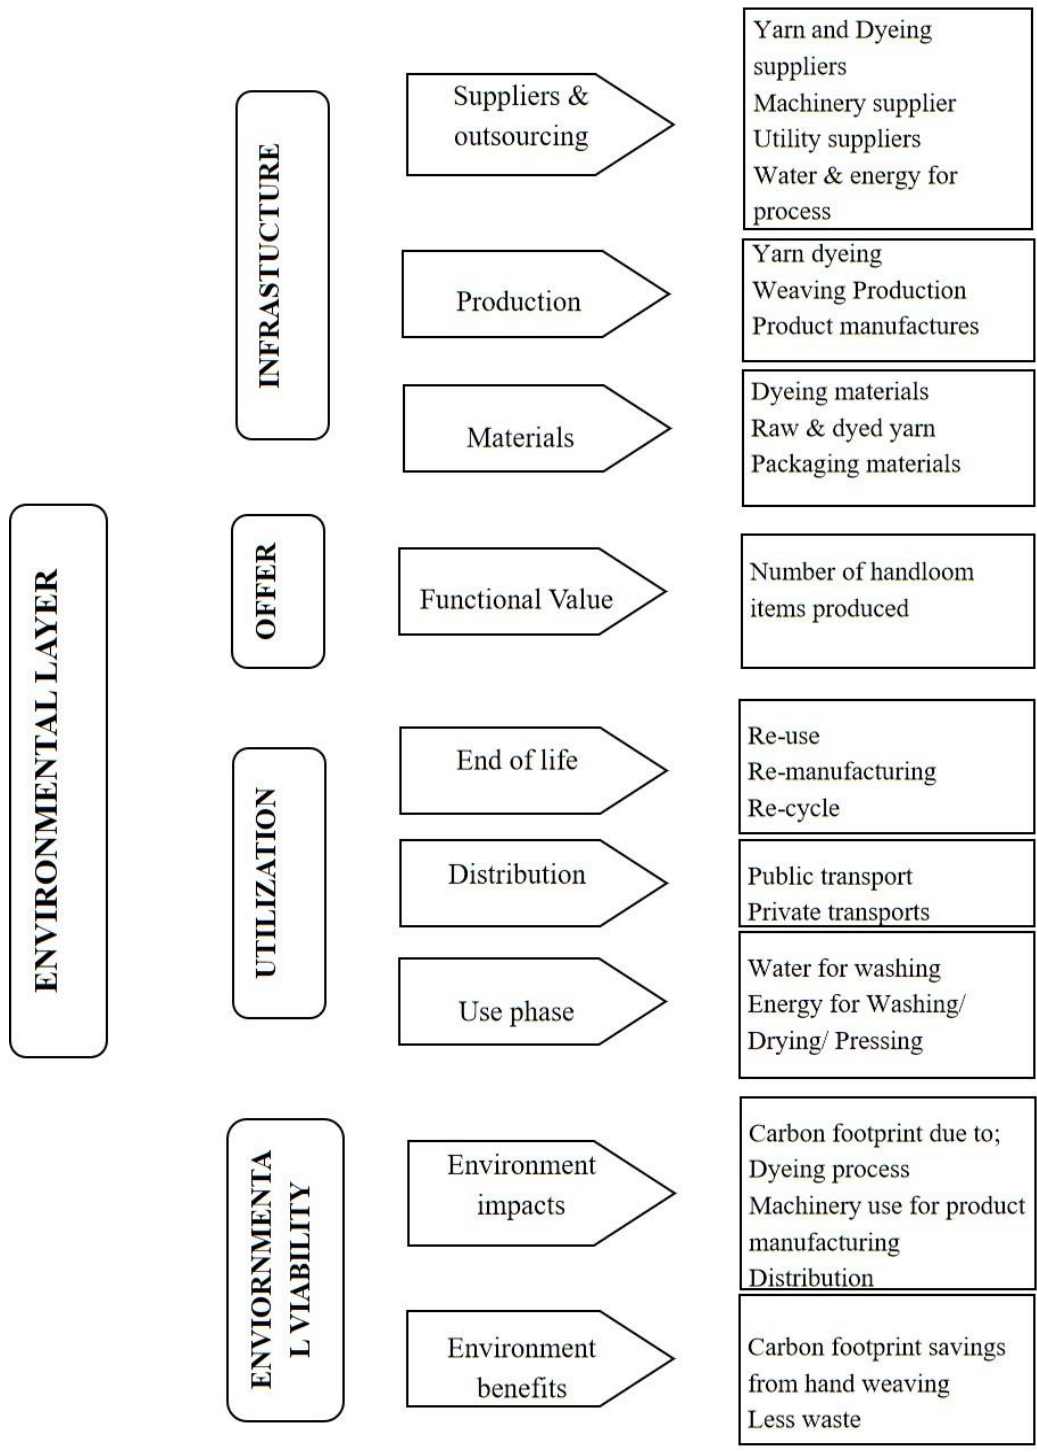 ENVIRONMENTAL LAYER
INFRASTUCTURE
Suppliers &
outsourcing
Yarn and Dyeing
suppliers
Machinery supplier
Utility suppliers
Water & energy for
process
Production
Yarn dyeing
Weaving Production
Product manufactures
Materials
Dyeing materials
Raw & dyed yarn
Packaging materials
OFFER
Functional Value
Number of handloom
items produced
UTILIZATION
End of life
Re-use
Re-manufacturing
Re-cycle
Distribution
Public transport
Private transports
Use phase
Water for washing
Energy for Washing/
Drying/ Pressing
ENVIORNMENTA
L VIABILITY
Environment
impacts
Carbon footprint due to;
Dyeing process
Machinery use for product
manufacturing
Distribution
Environment
benefits
Carbon footprint savings
from hand weaving
Less waste